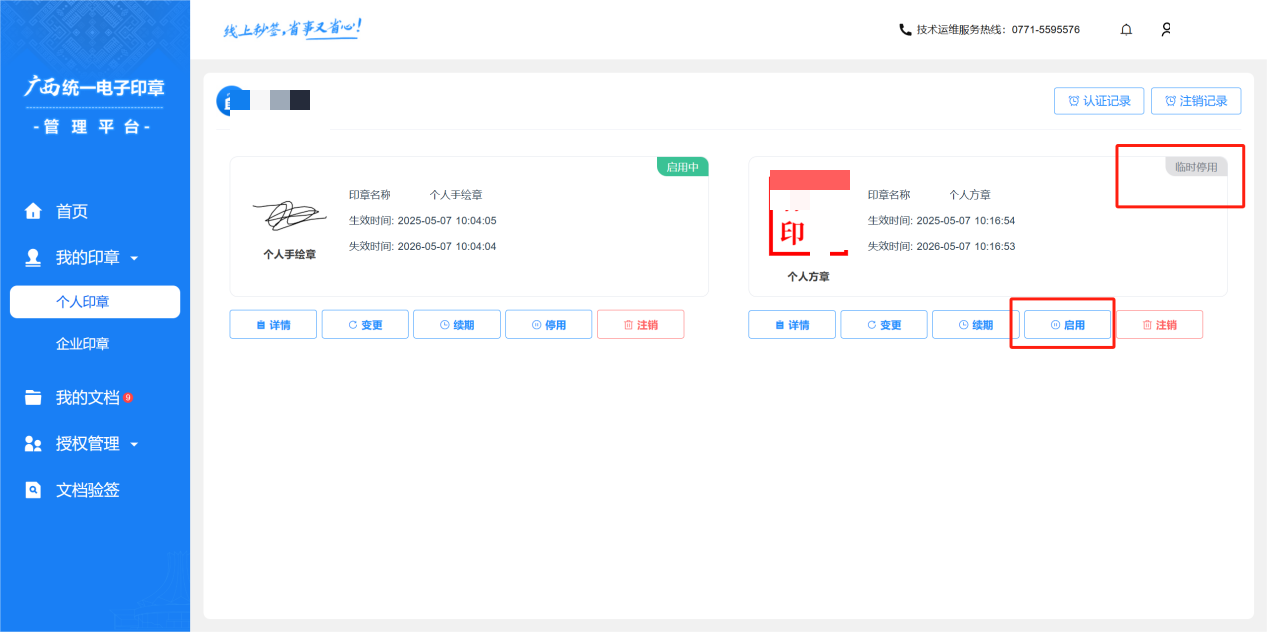 线上秒签,省事又省心!
技术运维服务热线：0771-5595576
广西统一电子印章
-管理平台-
首页
我的印章
个人印章
企业印章
我的文档 9
授权管理
文档验签
认证记录 注销记录
启用中
印章名称 个人手绘章
生效时间: 2025-05-07 10:04:05
失效时间: 2026-05-07 10:04:04
个人手绘章
详情 变更 续期 停用 注销
临时停用
印章名称 个人方章
生效时间: 2025-05-07 10:16:54
失效时间: 2026-05-07 10:16:53
印
个人方章
详情 变更 续期 启用 注销